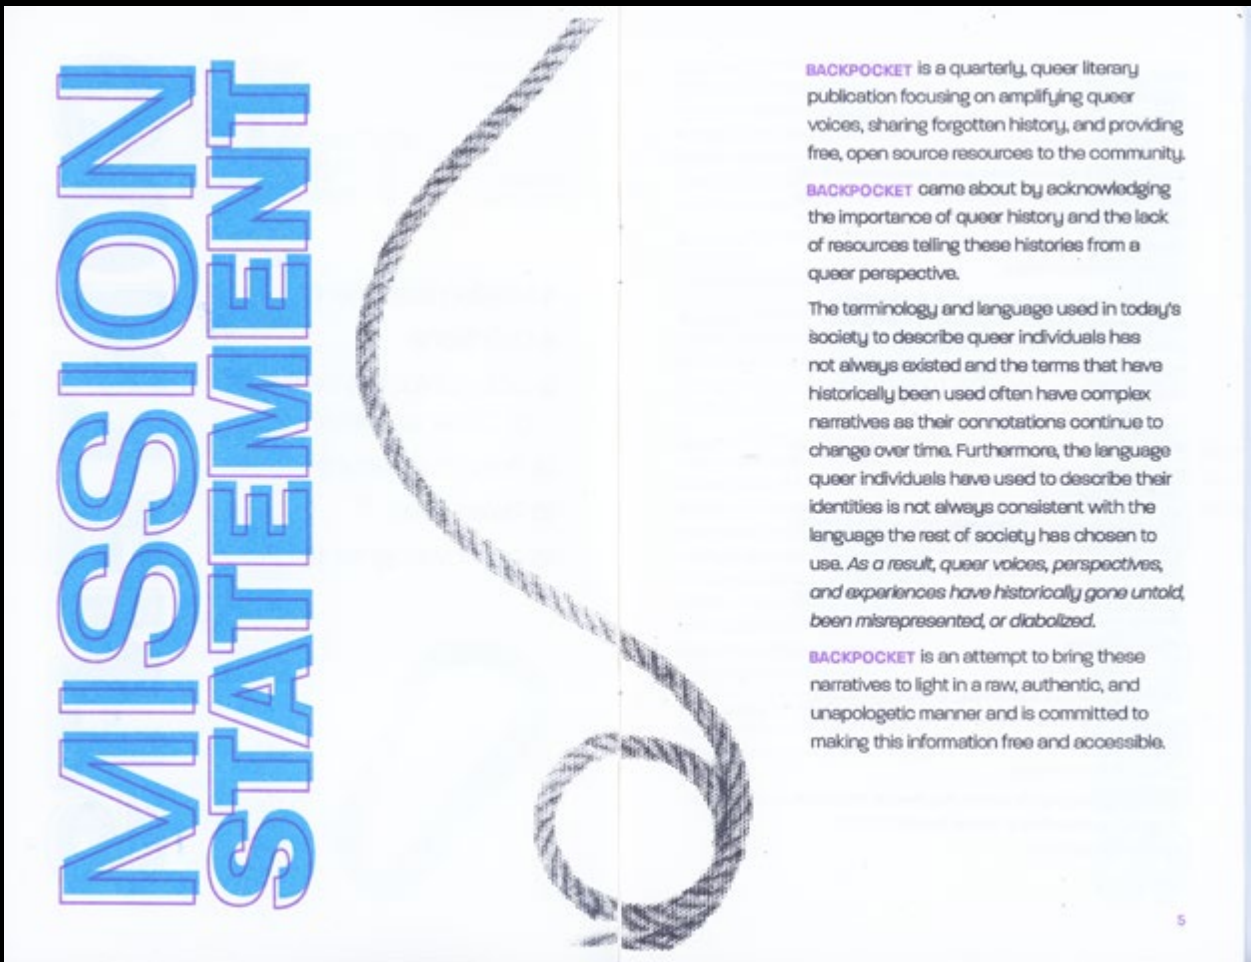 MISSION
STATEMENT
BACKPOCKET is a quarterly, queer literary
publication focusing on amplifying queer
voices, sharing forgotten history, and providing
free, open source resources to the community.
BACKPOCKET came about by acknowledging
the importance of queer history and the lack
of resources telling these histories from a
queer perspective.
The terminology and language used in today's
society to describe queer individuals has
not always existed and the terms that have
historically been used often have complex
narratives as their connotations continue to
change over time. Furthermore, the language
queer individuals have used to describe their
identities is not always consistent with the
language the rest of society has chosen to
use. As a result, queer voices, perspectives,
and experiences have historically gone untold,
been misrepresented, or diabolized.
BACKPOCKET is an attempt to bring these
narratives to light in a raw, authentic, and
unapologetic manner and is committed to
making this information free and accessible.
5